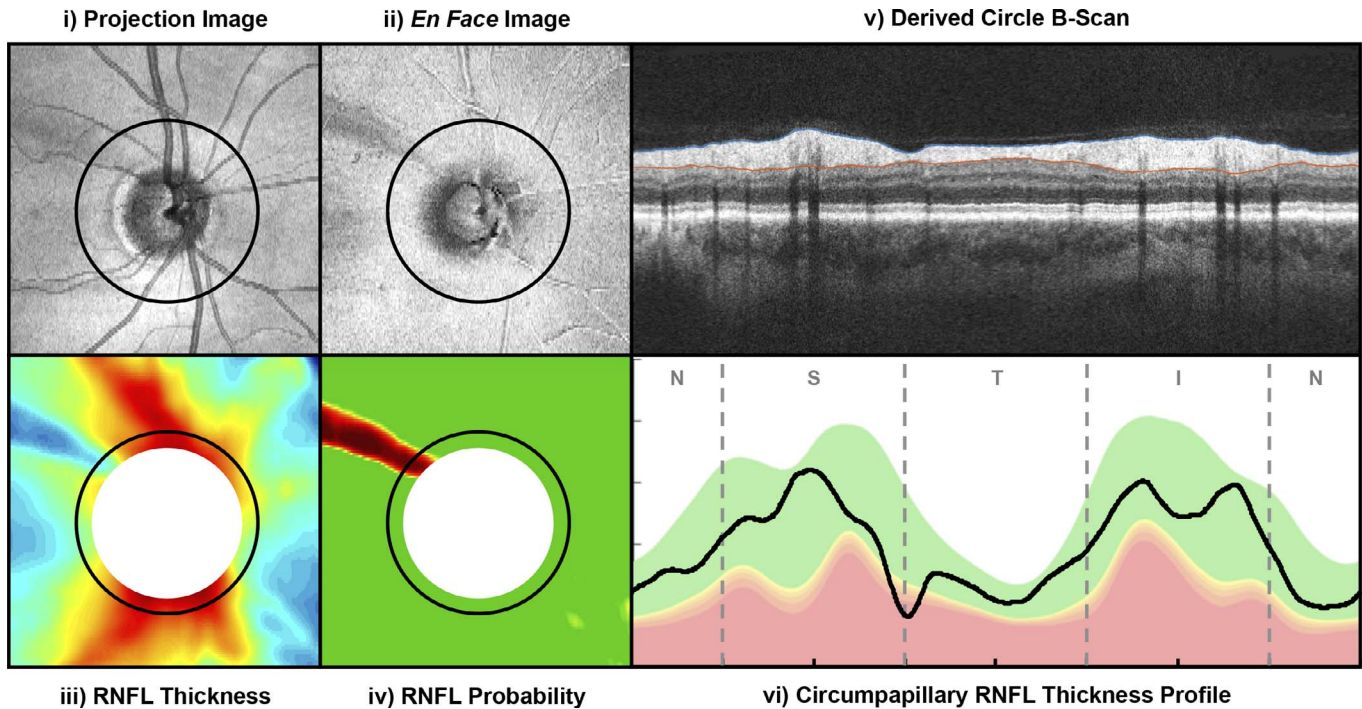 i) Projection Image
ii) En Face Image
v) Derived Circle B-Scan
N
S
T
I
N
iii) RNFL Thickness
iv) RNFL Probability
vi) Circumpapillary RNFL Thickness Profile